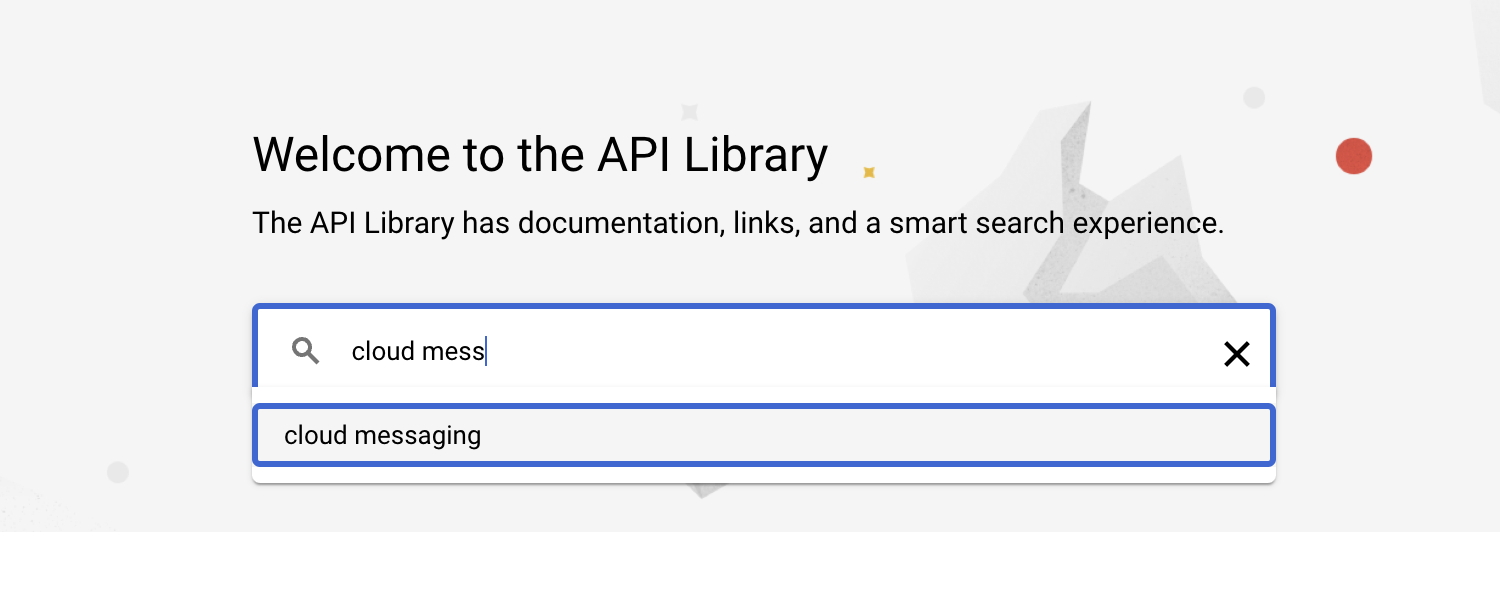 Welcome to the API Library
The API Library has documentation, links, and a smart search experience.
cloud mess
cloud messaging